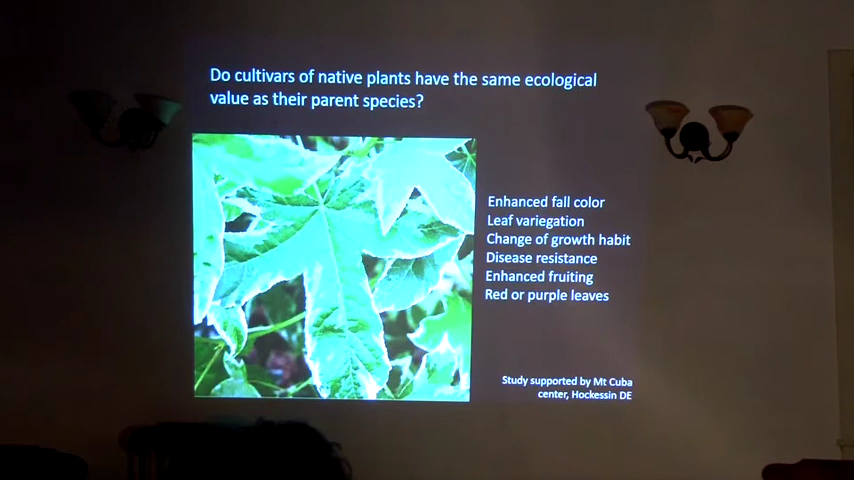 Do cultivars of native plants have the same ecological
value as their parent species?
Enhanced fall color
Leaf variegation
Change of growth habit
Disease resistance
Enhanced fruiting
Red or purple leaves
Study supported by Mt Cuba
center, Hockessin DE